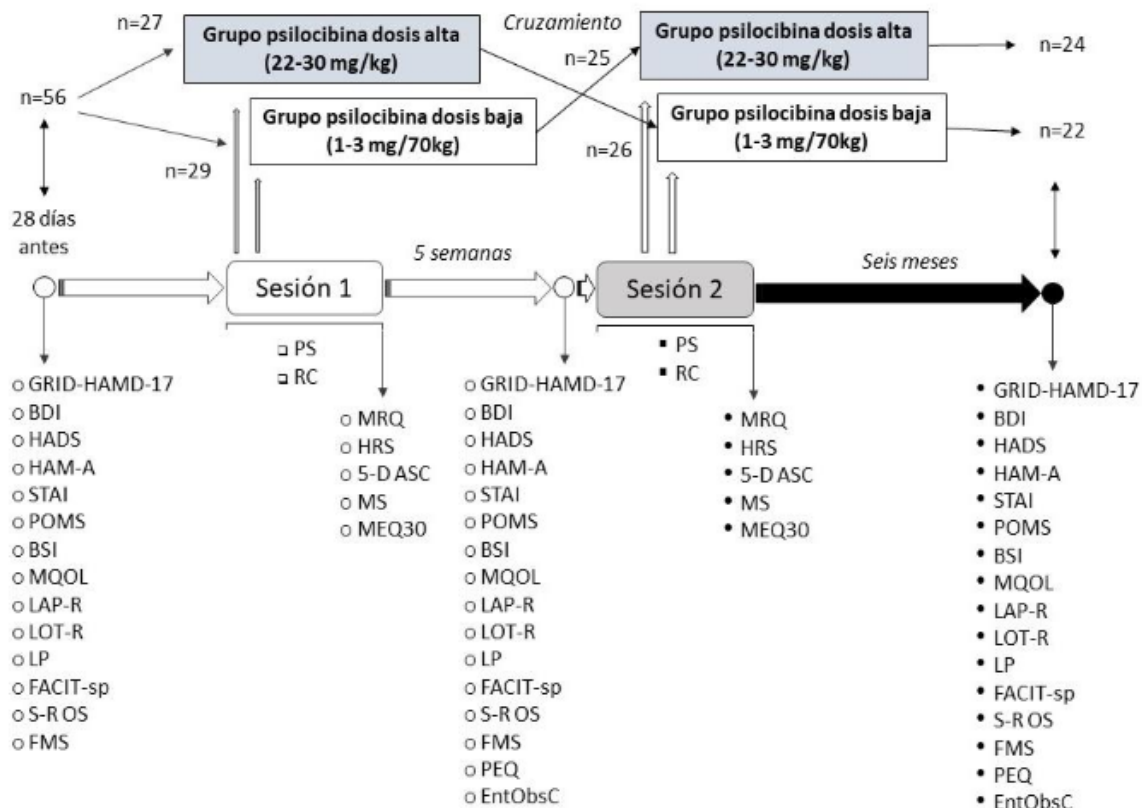 n=27
Grupo psilocibina dosis alta
(22-30 mg/kg)
Cruzamiento
n=25
Grupo psilocibina dosis alta
(22-30 mg/kg)
n=24
n=56
Grupo psilocibina dosis baja
(1-3 mg/70kg)
n=29
Grupo psilocibina dosis baja
(1-3 mg/70kg)
n=26
n=22
28 días
antes
Sesión 1
5 semanas
Sesión 2
Seis meses
PS
RC
PS
RC
GRID-HAMD-17
BDI
HADS
HAM-A
STAI
POMS
BSI
MQOL
LAP-R
LOT-R
LP
FACIT-sp
S-R OS
FMS
MRQ
HRS
5-D ASC
MS
MEQ30
GRID-HAMD-17
BDI
HADS
HAM-A
STAI
POMS
BSI
MQOL
LAP-R
LOT-R
LP
FACIT-sp
S-R OS
FMS
PEQ
EntObsC
MRQ
HRS
5-D ASC
MS
MEQ30
GRID-HAMD-17
BDI
HADS
HAM-A
STAI
POMS
BSI
MQOL
LAP-R
LOT-R
LP
FACIT-sp
S-R OS
FMS
PEQ
EntObsC